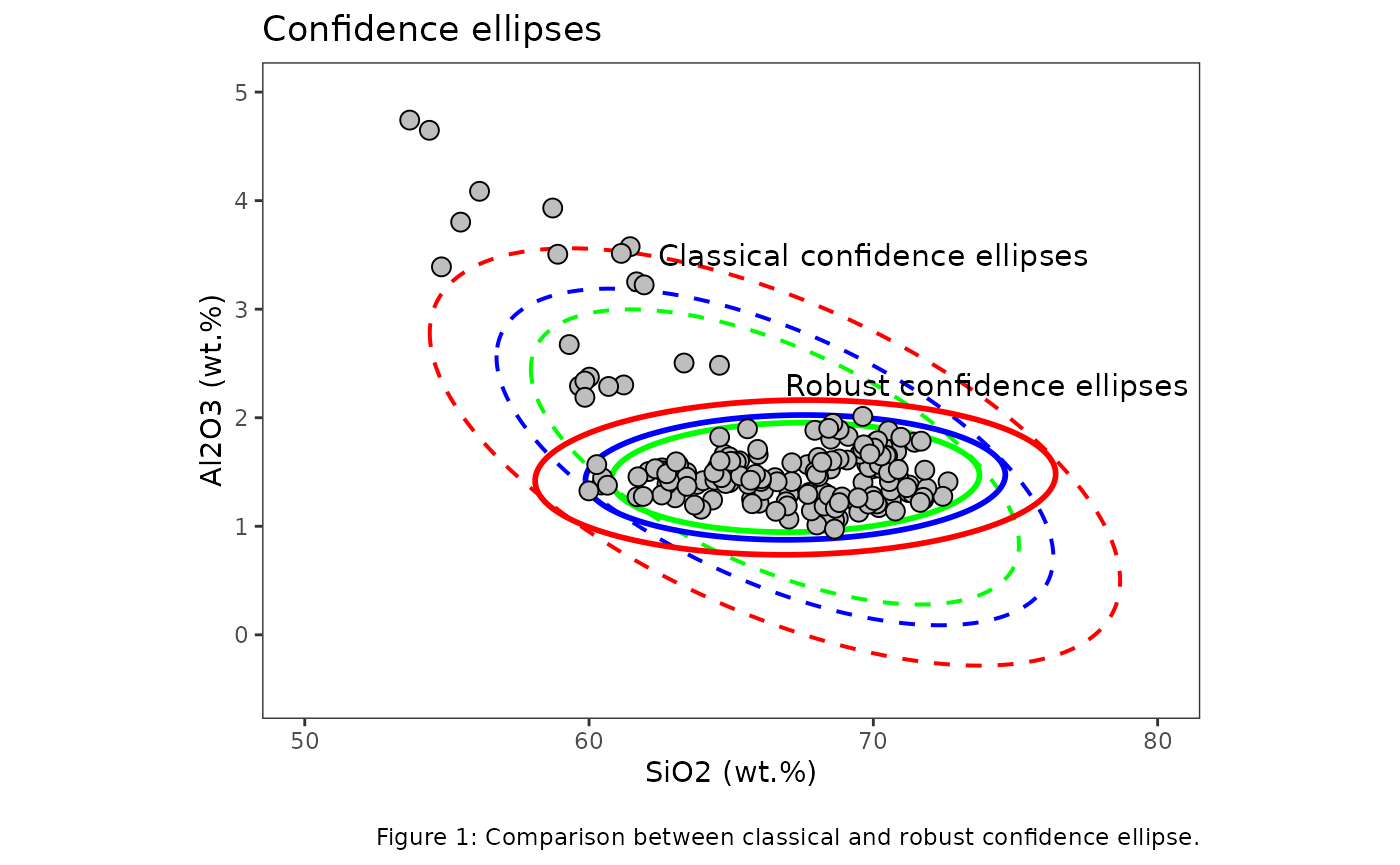 Confidence ellipses
5
4
3
2
1
0
Al2O3 (wt.%)
Classical confidence ellipses
Robust confidence ellipses
50 60 70 80
SiO2 (wt.%)
Figure 1: Comparison between classical and robust confidence ellipse.